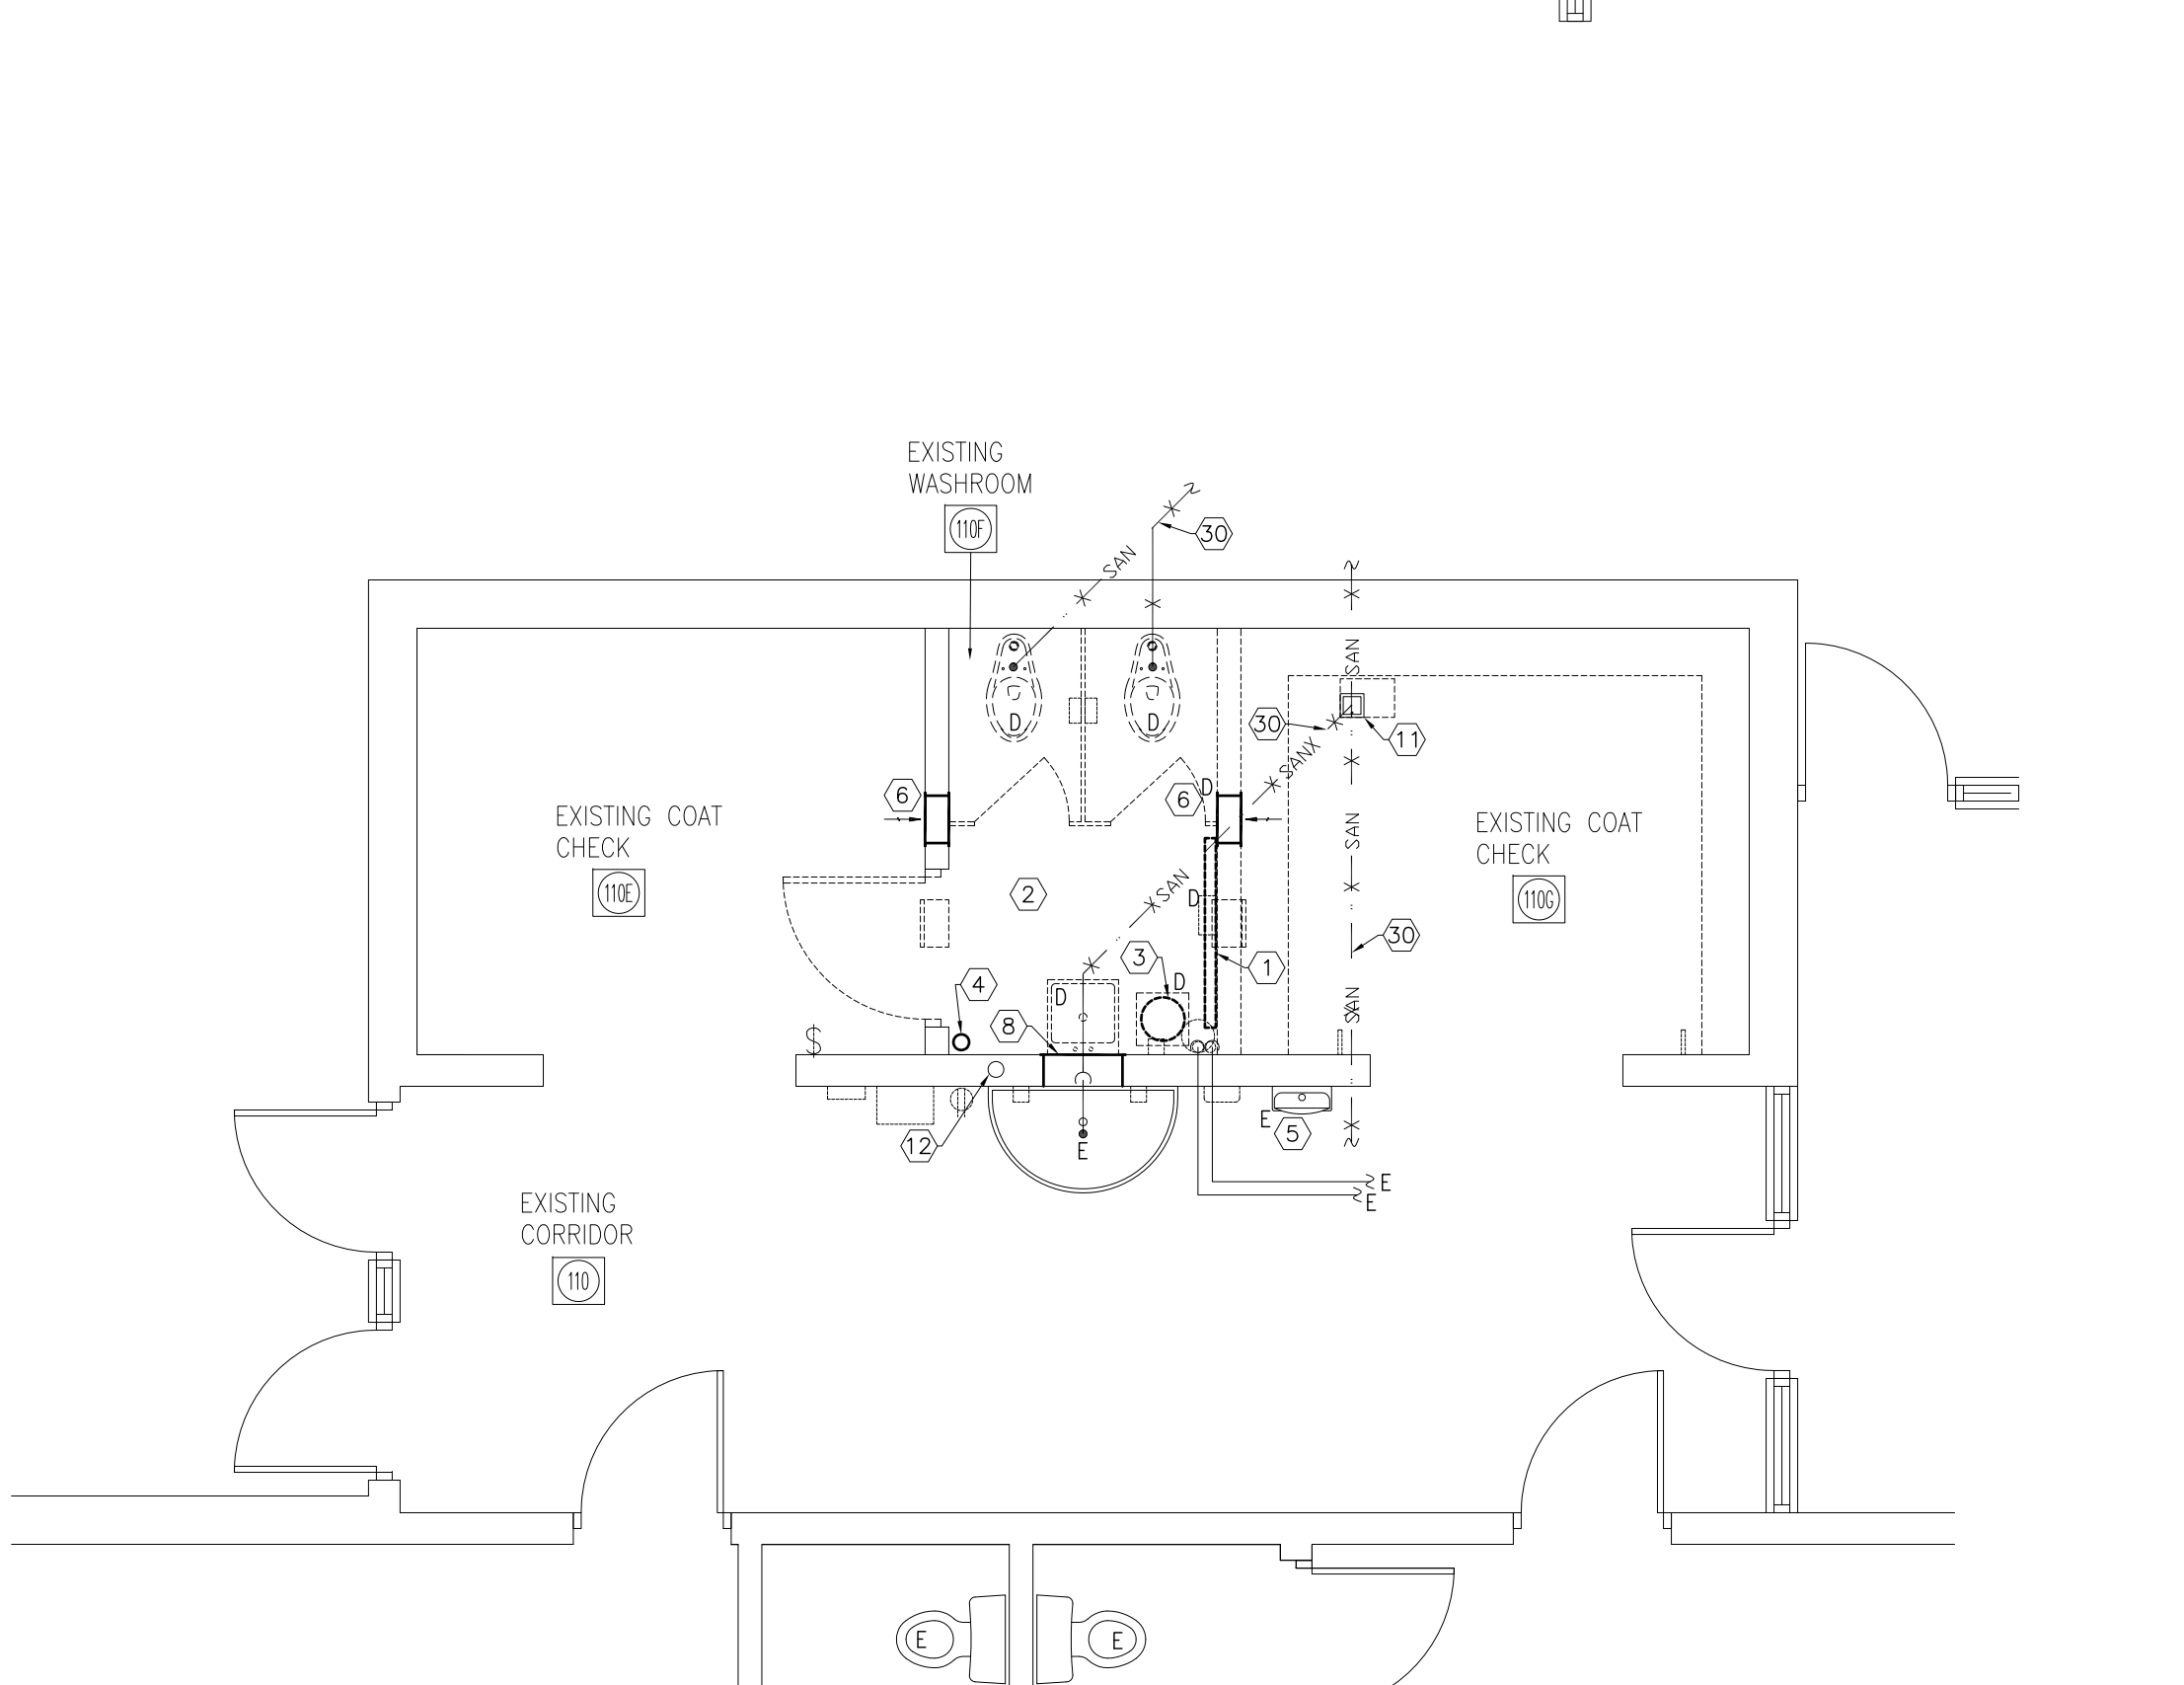 EXISTING
WASHROOM
110F
30
SAN
SAN
D
D
30
11
SANX
6
6
D
EXISTING COAT
CHECK
110E
SAN
EXISTING COAT
CHECK
110G
2
SAN
D
30
3
1
4
D
D
8
SAN
$
12
E
5
E
E
E
EXISTING
CORRIDOR
110
E
E